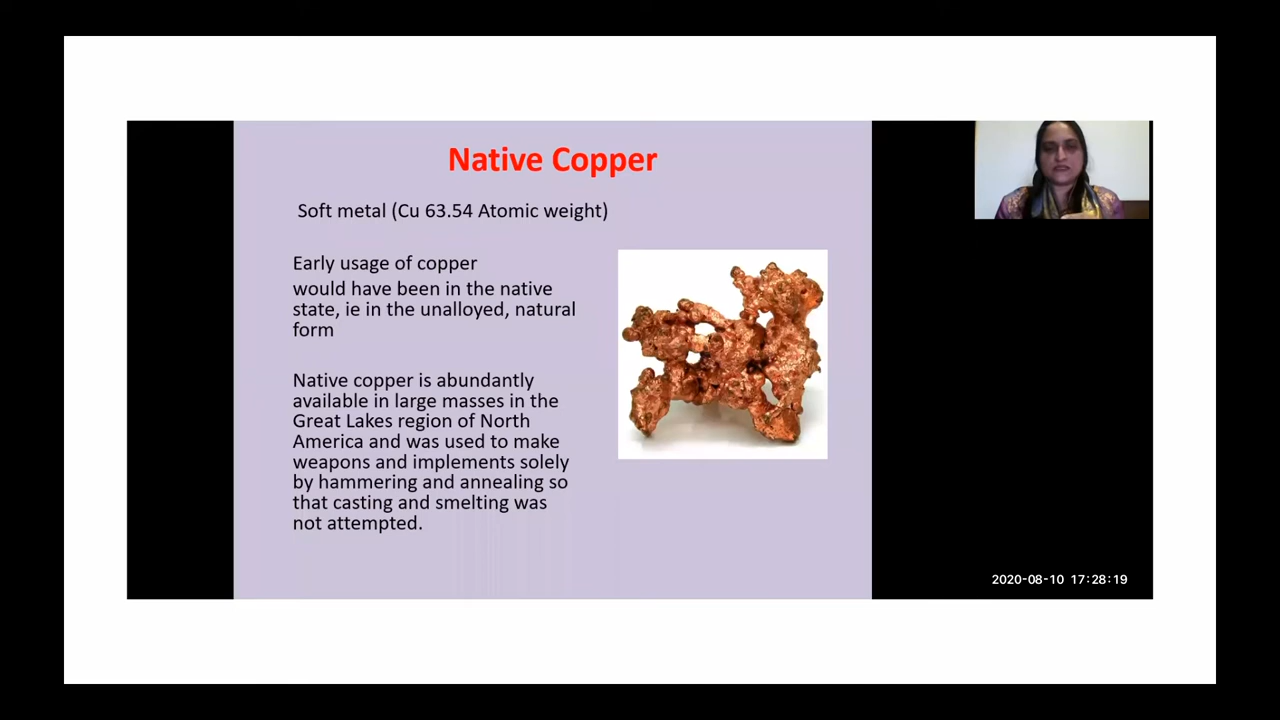 Native Copper
Soft metal (Cu 63.54 Atomic weight)
Early usage of copper
would have been in the native
state, ie in the unalloyed, natural
form
Native copper is abundantly
available in large masses in the
Great Lakes region of North
America and was used to make
weapons and implements solely
by hammering and annealing so
that casting and smelting was
not attempted.
2020-08-10 17:28:19